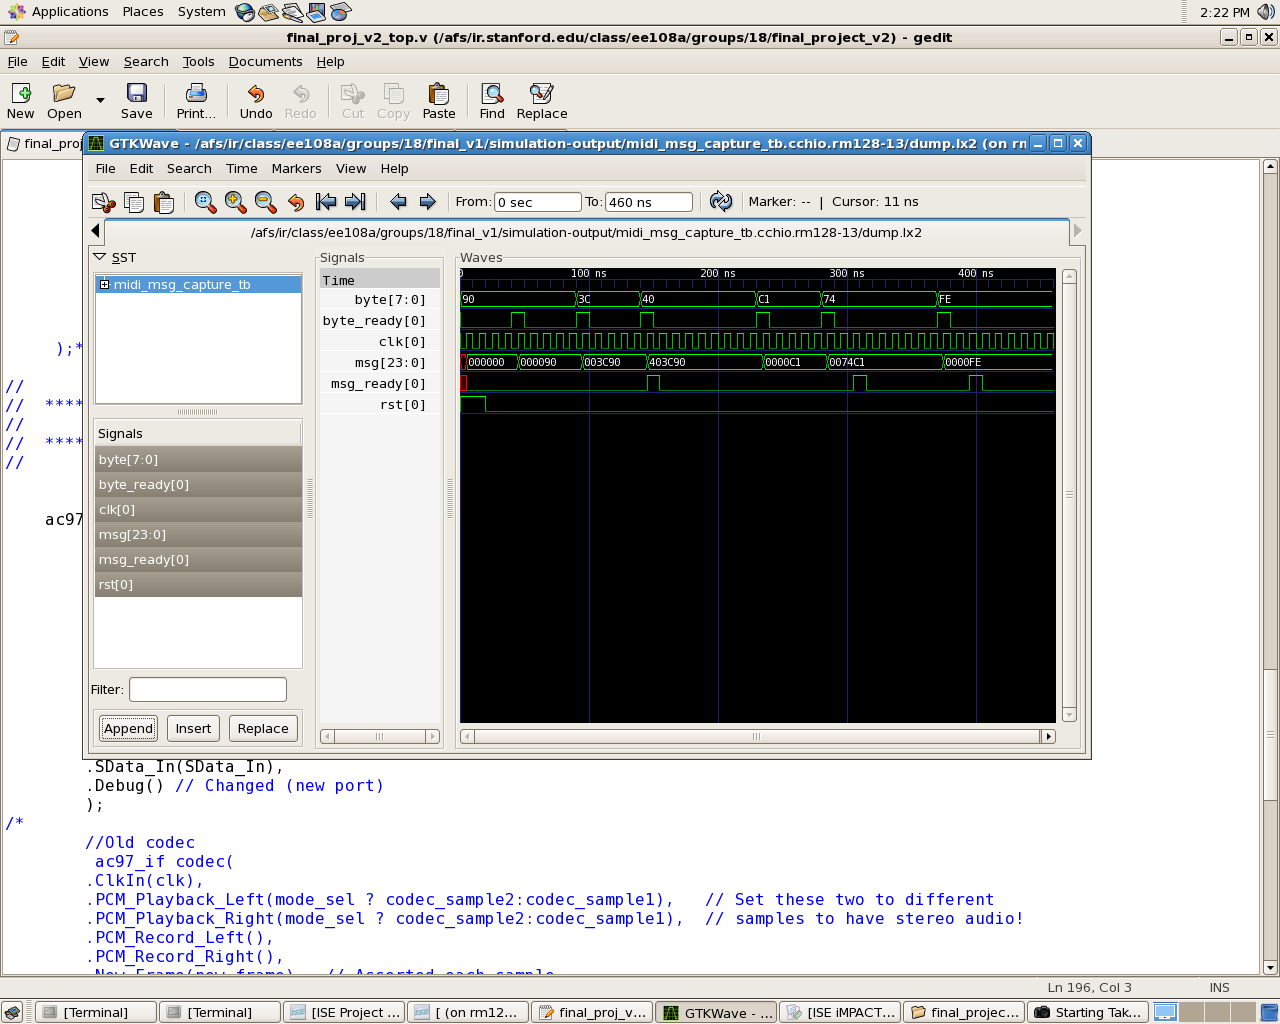 Applications Places System 2:22 PM
final_proj_v2_top.v (/afs/ir.stanford.edu/class/ee108a/groups/18/final_project_v2) - gedit
File Edit View Search Tools Documents Help
New Open Save Print... Undo Redo Cut Copy Paste Find Replace
final_proj
GTKWave - /afs/ir/class/ee108a/groups/18/final_v1/simulation-output/midi_msg_capture_tb.cchio.rm128-13/dump.lx2 (on rm
File Edit Search Time Markers View Help
From: 0 sec To: 460 ns Marker: -- | Cursor: 11 ns
/afs/ir/class/ee108a/groups/18/final_v1/simulation-output/midi_msg_capture_tb.cchio.rm128-13/dump.lx2
SST
midi_msg_capture_tb
Signals
byte[7:0]
byte_ready[0]
clk[0]
msg[23:0]
msg_ready[0]
rst[0]
Filter:
Append Insert Replace
Signals
Time
byte[7:0]
byte_ready[0]
clk[0]
msg[23:0]
msg_ready[0]
rst[0]
Waves
0 100 ns 200 ns 300 ns 400 ns
90 3C 40 C1 74 FE
000000 000090 003C90 403C90 0000C1 0074C1 0000FE
);*
//
// ****
//
// ****
//
ac97
.SData_In(SData_In),
.Debug() // Changed (new port)
);
/*
//Old codec
ac97_if codec(
.ClkIn(clk),
.PCM_Playback_Left(mode_sel ? codec_sample2:codec_sample1), // Set these two to different
.PCM_Playback_Right(mode_sel ? codec_sample2:codec_sample1), // samples to have stereo audio!
.PCM_Record_Left(),
.PCM_Record_Right(),
.New_Frame(new_frame), // Asserted each sample
Ln 196, Col 3 INS
[Terminal] [Terminal] [ISE Project ... [ (on rm12... final_proj_v... GTKWave - ... [ISE iMPACT... final_projec... Starting Tak...